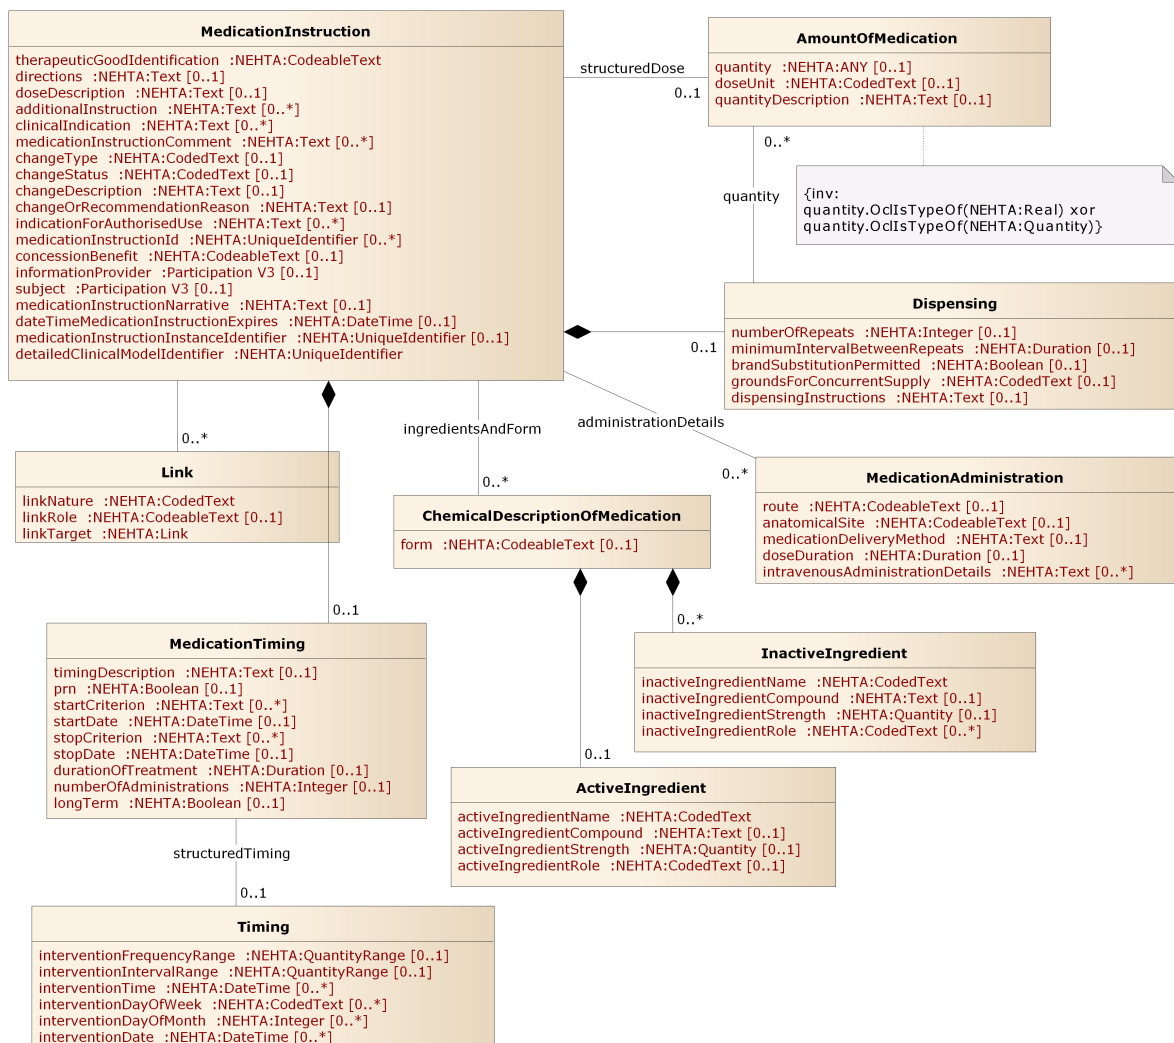 MedicationInstruction
therapeuticGoodIdentification :NEHTA:CodeableText
directions :NEHTA:Text [0..1]
doseDescription :NEHTA:Text [0..1]
additionalInstruction :NEHTA:Text [0..*]
clinicalIndication :NEHTA:Text [0..*]
medicationInstructionComment :NEHTA:Text [0..*]
changeType :NEHTA:CodedText [0..1]
changeStatus :NEHTA:CodedText [0..1]
changeDescription :NEHTA:Text [0..1]
changeOrRecommendationReason :NEHTA:Text [0..1]
indicationForAuthorisedUse :NEHTA:Text [0..*]
medicationInstructionId :NEHTA:UniqueIdentifier [0..*]
concessionBenefit :NEHTA:CodeableText [0..1]
informationProvider :Participation V3 [0..1]
subject :Participation V3 [0..1]
medicationInstructionNarrative :NEHTA:Text [0..1]
dateTimeMedicationInstructionExpires :NEHTA:DateTime [0..1]
medicationInstructionInstanceIdentifier :NEHTA:UniqueIdentifier [0..1]
detailedClinicalModelIdentifier :NEHTA:UniqueIdentifier
structuredDose
0..1
AmountOfMedication
quantity :NEHTA:ANY [0..1]
doseUnit :NEHTA:CodedText [0..1]
quantityDescription :NEHTA:Text [0..1]
0..*
quantity
{inv:
quantity.OclIsTypeOf(NEHTA:Real) xor
quantity.OclIsTypeOf(NEHTA:Quantity)}
0..1
Dispensing
numberOfRepeats :NEHTA:Integer [0..1]
minimumIntervalBetweenRepeats :NEHTA:Duration [0..1]
brandSubstitutionPermitted :NEHTA:Boolean [0..1]
groundsForConcurrentSupply :NEHTA:CodedText [0..1]
dispensingInstructions :NEHTA:Text [0..1]
0..*
Link
linkNature :NEHTA:CodedText
linkRole :NEHTA:CodeableText [0..1]
linkTarget :NEHTA:Link
ingredientsAndForm
0..*
administrationDetails
0..*
ChemicalDescriptionOfMedication
form :NEHTA:CodeableText [0..1]
MedicationAdministration
route :NEHTA:CodeableText [0..1]
anatomicalSite :NEHTA:CodeableText [0..1]
medicationDeliveryMethod :NEHTA:Text [0..1]
doseDuration :NEHTA:Duration [0..1]
intravenousAdministrationDetails :NEHTA:Text [0..*]
0..1
MedicationTiming
timingDescription :NEHTA:Text [0..1]
prn :NEHTA:Boolean [0..1]
startCriterion :NEHTA:Text [0..*]
startDate :NEHTA:DateTime [0..1]
stopCriterion :NEHTA:Text [0..*]
stopDate :NEHTA:DateTime [0..1]
durationOfTreatment :NEHTA:Duration [0..1]
numberOfAdministrations :NEHTA:Integer [0..1]
longTerm :NEHTA:Boolean [0..1]
0..*
InactiveIngredient
inactiveIngredientName :NEHTA:CodedText
inactiveIngredientCompound :NEHTA:Text [0..1]
inactiveIngredientStrength :NEHTA:Quantity [0..1]
inactiveIngredientRole :NEHTA:CodedText [0..*]
0..1
ActiveIngredient
activeIngredientName :NEHTA:CodedText
activeIngredientCompound :NEHTA:Text [0..1]
activeIngredientStrength :NEHTA:Quantity [0..1]
activeIngredientRole :NEHTA:CodedText [0..1]
structuredTiming
0..1
Timing
interventionFrequencyRange :NEHTA:QuantityRange [0..1]
interventionIntervalRange :NEHTA:QuantityRange [0..1]
interventionTime :NEHTA:DateTime [0..*]
interventionDayOfWeek :NEHTA:CodedText [0..*]
interventionDayOfMonth :NEHTA:Integer [0..*]
interventionDate :NEHTA:DateTime [0..*]